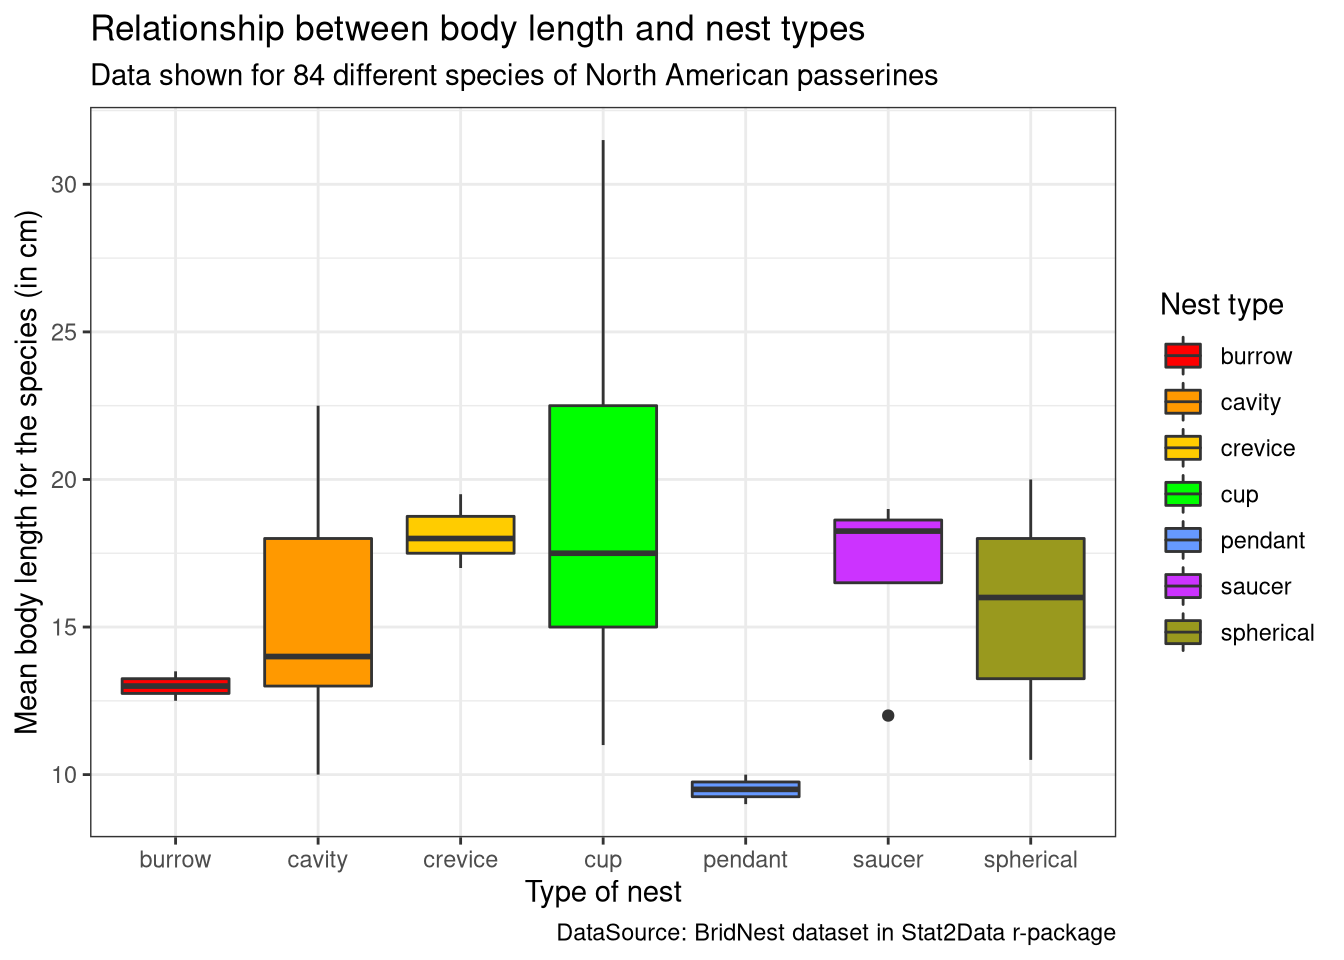 Relationship between body length and nest types
Data shown for 84 different species of North American passerines
Mean body length for the species (in cm)
30
25
20
15
10
burrow
cavity
crevice
cup
pendant
saucer
spherical
Type of nest
Nest type
burrow
cavity
crevice
cup
pendant
saucer
spherical
DataSource: BridNest dataset in Stat2Data r-package